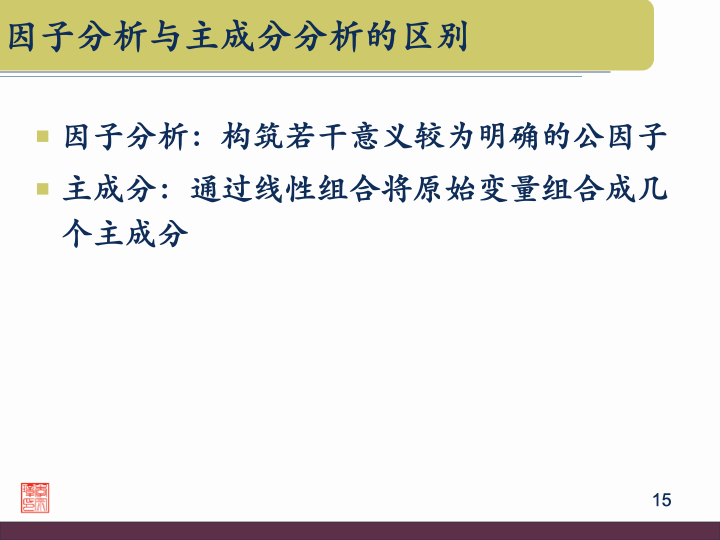 因子分析与主成分分析的区别
因子分析：构筑若干意义较为明确的公因子
主成分：通过线性组合将原始变量组合成几
个主成分
15